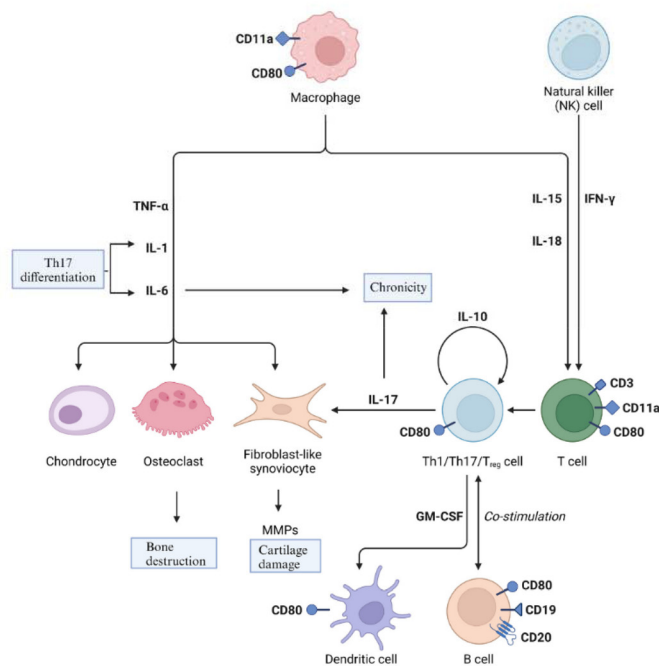 CD11a
CD80
Macrophage
Natural killer
(NK) cell
TNF-α
IL-15
IFN-γ
IL-1
IL-18
Th17
differentiation
IL-6
Chronicity
IL-10
CD3
CD11a
IL-17
CD80
CD80
Chondrocyte
Osteoclast
Fibroblast-like
synoviocyte
Th1/Th17/Treg cell
T cell
GM-CSF
Co-stimulation
MMPs
Bone
destruction
Cartilage
damage
CD80
CD80
CD19
CD20
Dendritic cell
B cell